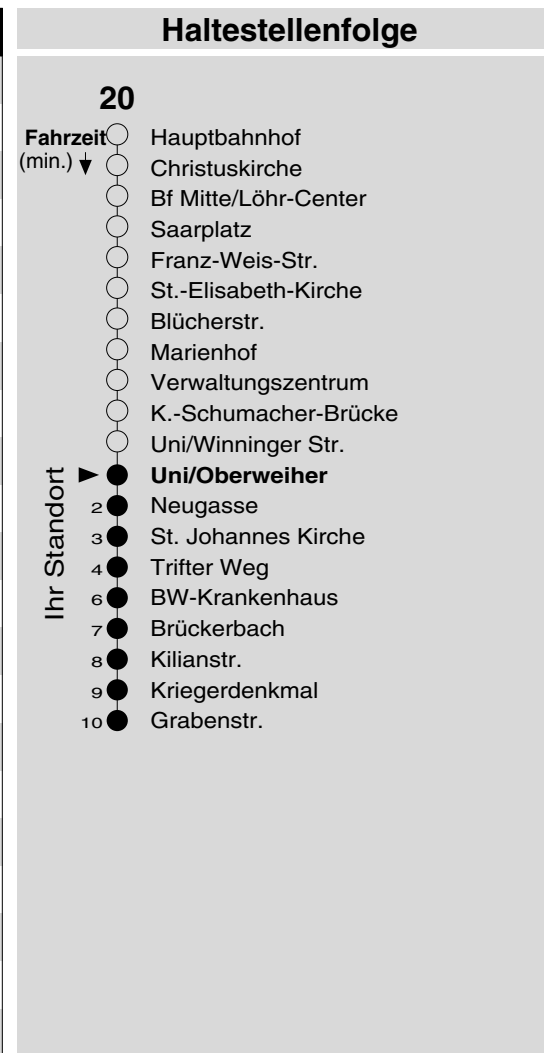 Haltestellenfolge
20
Fahrzeit
(min.)
Hauptbahnhof
Christuskirche
Bf Mitte/Löhr-Center
Saarplatz
Franz-Weis-Str.
St.-Elisabeth-Kirche
Blücherstr.
Marienhof
Verwaltungszentrum
K.-Schumacher-Brücke
Uni/Winninger Str.
Ihr Standort
Uni/Oberweiher
2 Neugasse
3 St. Johannes Kirche
4 Trifter Weg
6 BW-Krankenhaus
7 Brückerbach
8 Kilianstr.
9 Kriegerdenkmal
10 Grabenstr.